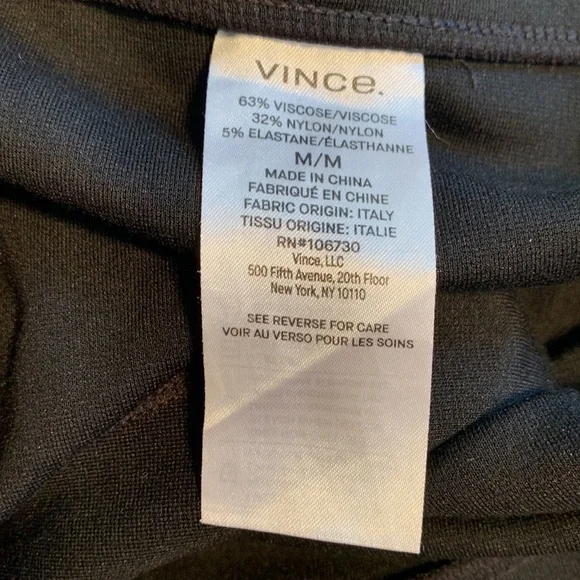 VINCe.
63% VISCOSE/VISCOSE
32% NYLON/NYLON
5% ELASTANE/ÉLASTHANNE
M/M
MADE IN CHINA
FABRIQUÉ EN CHINE
FABRIC ORIGIN: ITALY
TISSU ORIGINE: ITALIE
RN#106730
Vince, LLC
500 Fifth Avenue, 20th Floor
New York, NY 10110
SEE REVERSE FOR CARE
VOIR AU VERSO POUR LES SOINS